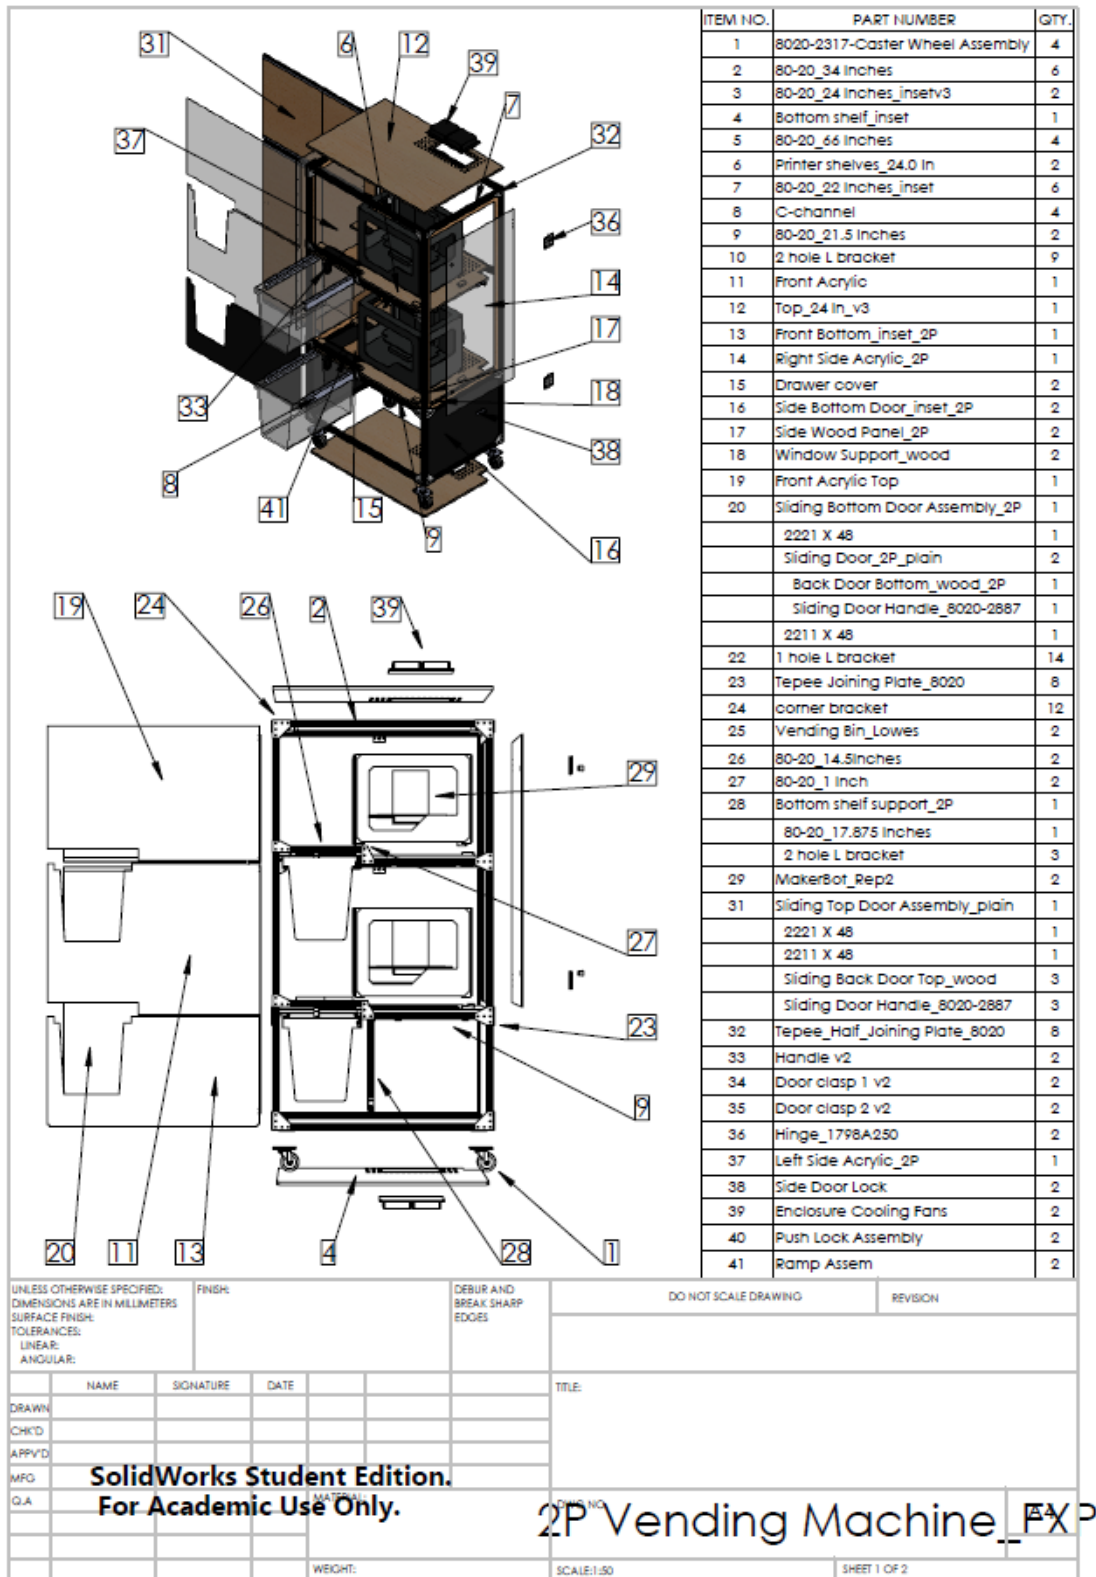 31
6
12
39
7
37
32
36
14
17
33
18
38
8
41
15
9
16
19
24
26
2
39
29
27
23
9
20
11
13
4
28
1
ITEM NO. PART NUMBER QTY.
1 8020-2317-Caster Wheel Assembly 4
2 80-20_34 Inches 6
3 80-20_24 Inches_insetv3 2
4 Bottom shelf_inset 1
5 80-20_66 Inches 4
6 Printer shelves_24.0 In 2
7 80-20_22 Inches_inset 6
8 C-channel 4
9 80-20_21.5 Inches 2
10 2 hole L bracket 9
11 Front Acrylic 1
12 Top_24 In_v3 1
13 Front Bottom_inset_2P 1
14 Right Side Acrylic_2P 1
15 Drawer cover 2
16 Side Bottom Door_inset_2P 2
17 Side Wood Panel_2P 2
18 Window Support_wood 2
19 Front Acrylic Top 1
20 Sliding Bottom Door Assembly_2P 1
2221 X 48 1
Sliding Door_2P_plain 2
Back Door Bottom_wood_2P 1
Sliding Door Handle_8020-2887 1
2211 X 48 1
22 1 hole L bracket 14
23 Tepee Joining Plate_8020 8
24 corner bracket 12
25 Vending Bin_Lowes 2
26 80-20_14.5Inches 2
27 80-20_1 Inch 2
28 Bottom shelf support_2P 1
80-20_17.875 Inches 1
2 hole L bracket 3
29 MakerBot_Rep2 2
31 Sliding Top Door Assembly_plain 1
2221 X 48 1
2211 X 48 1
Sliding Back Door Top_wood 3
Sliding Door Handle_8020-2887 3
32 Tepee_Half_Joining Plate_8020 8
33 Handle v2 2
34 Door clasp 1 v2 2
35 Door clasp 2 v2 2
36 Hinge_1798A250 2
37 Left Side Acrylic_2P 1
38 Side Door Lock 2
39 Enclosure Cooling Fans 2
40 Push Lock Assembly 2
41 Ramp Assem 2
UNLESS OTHERWISE SPECIFIED:
DIMENSIONS ARE IN MILLIMETERS
SURFACE FINISH:
TOLERANCES:
LINEAR:
ANGULAR:
FINISH:
DEBUR AND
BREAK SHARP
EDGES
DO NOT SCALE DRAWING
REVISION
NAME SIGNATURE DATE
DRAWN
CHK'D
APPV'D
MFG
Q.A
TITLE:
SolidWorks Student Edition.
For Academic Use Only.
MATERIAL:
DWG NO.
2P Vending Machine_EXP
A4
WEIGHT:
SCALE:1:50
SHEET 1 OF 2